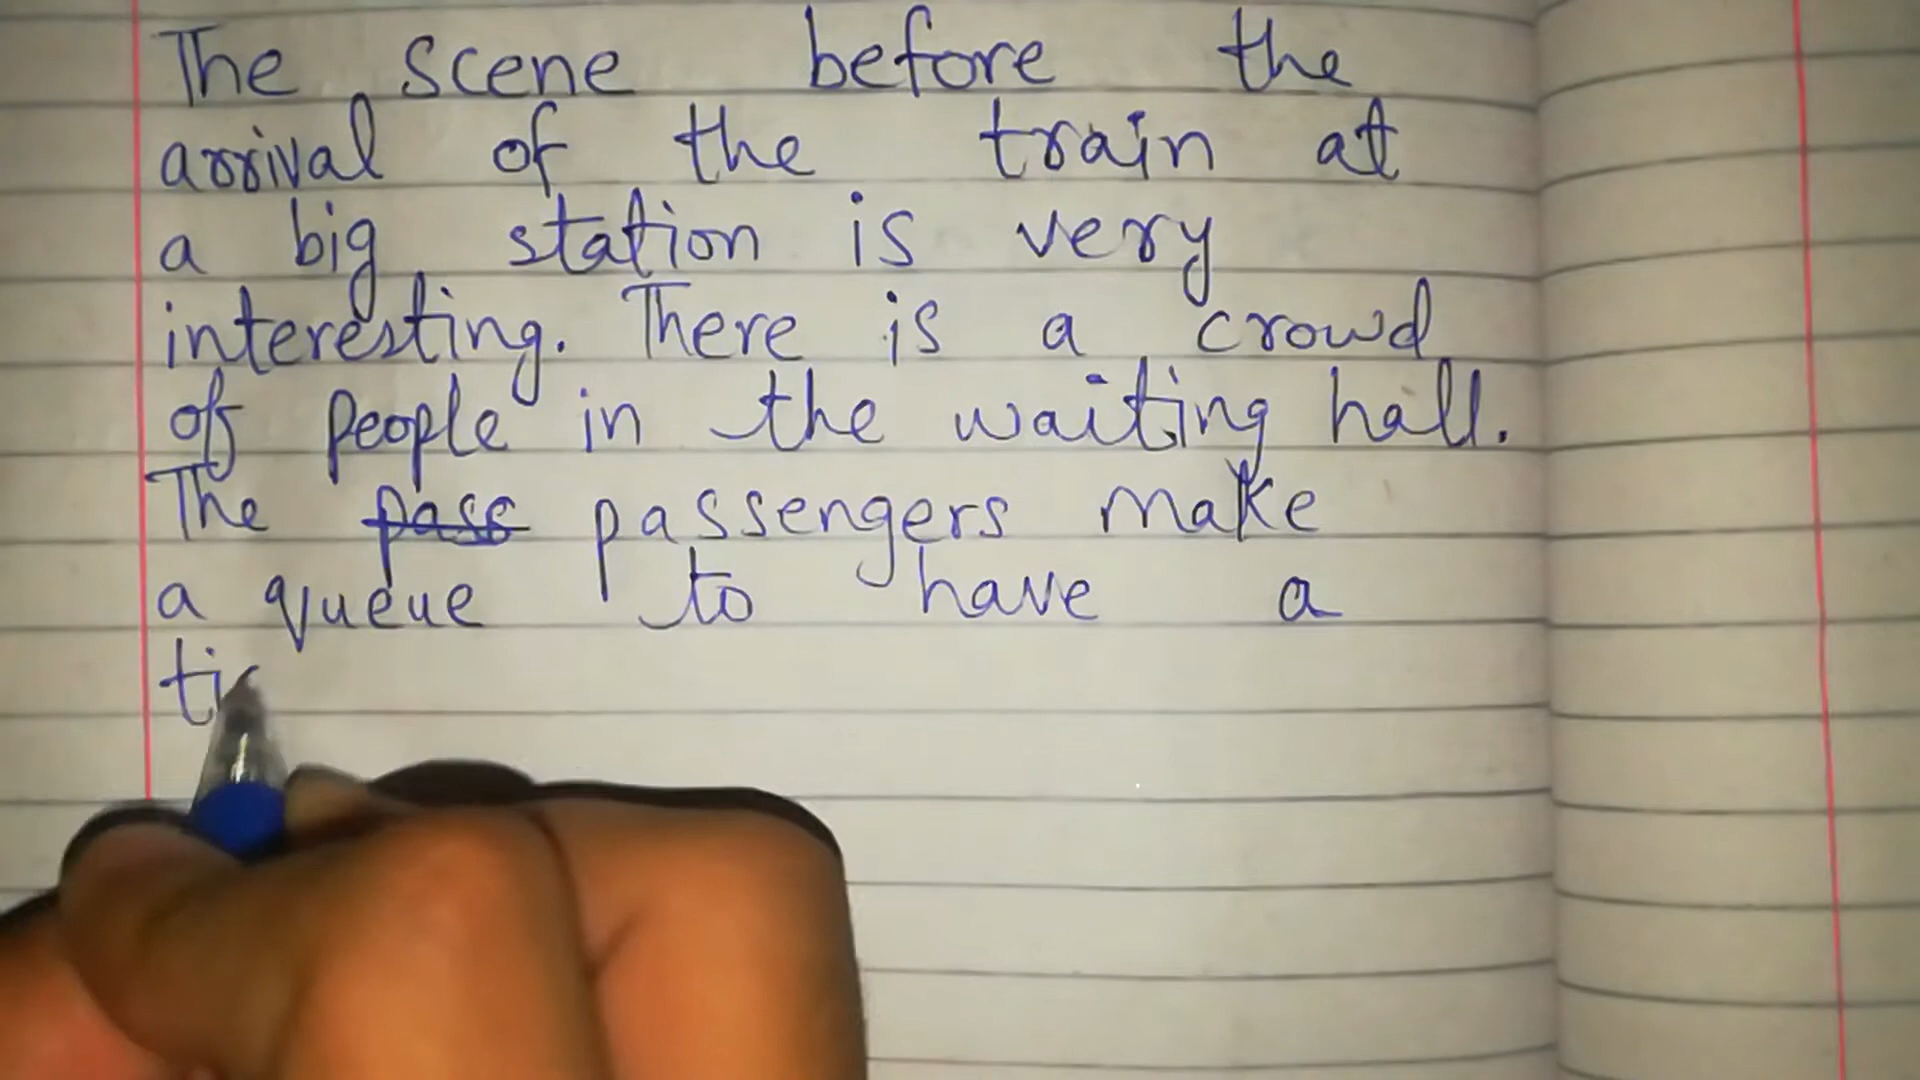 The scene before the
arrival of the train at
a big station is very
interesting. There is a crowd
of people in the waiting hall.
The pass passengers make
a queue to have a
tic